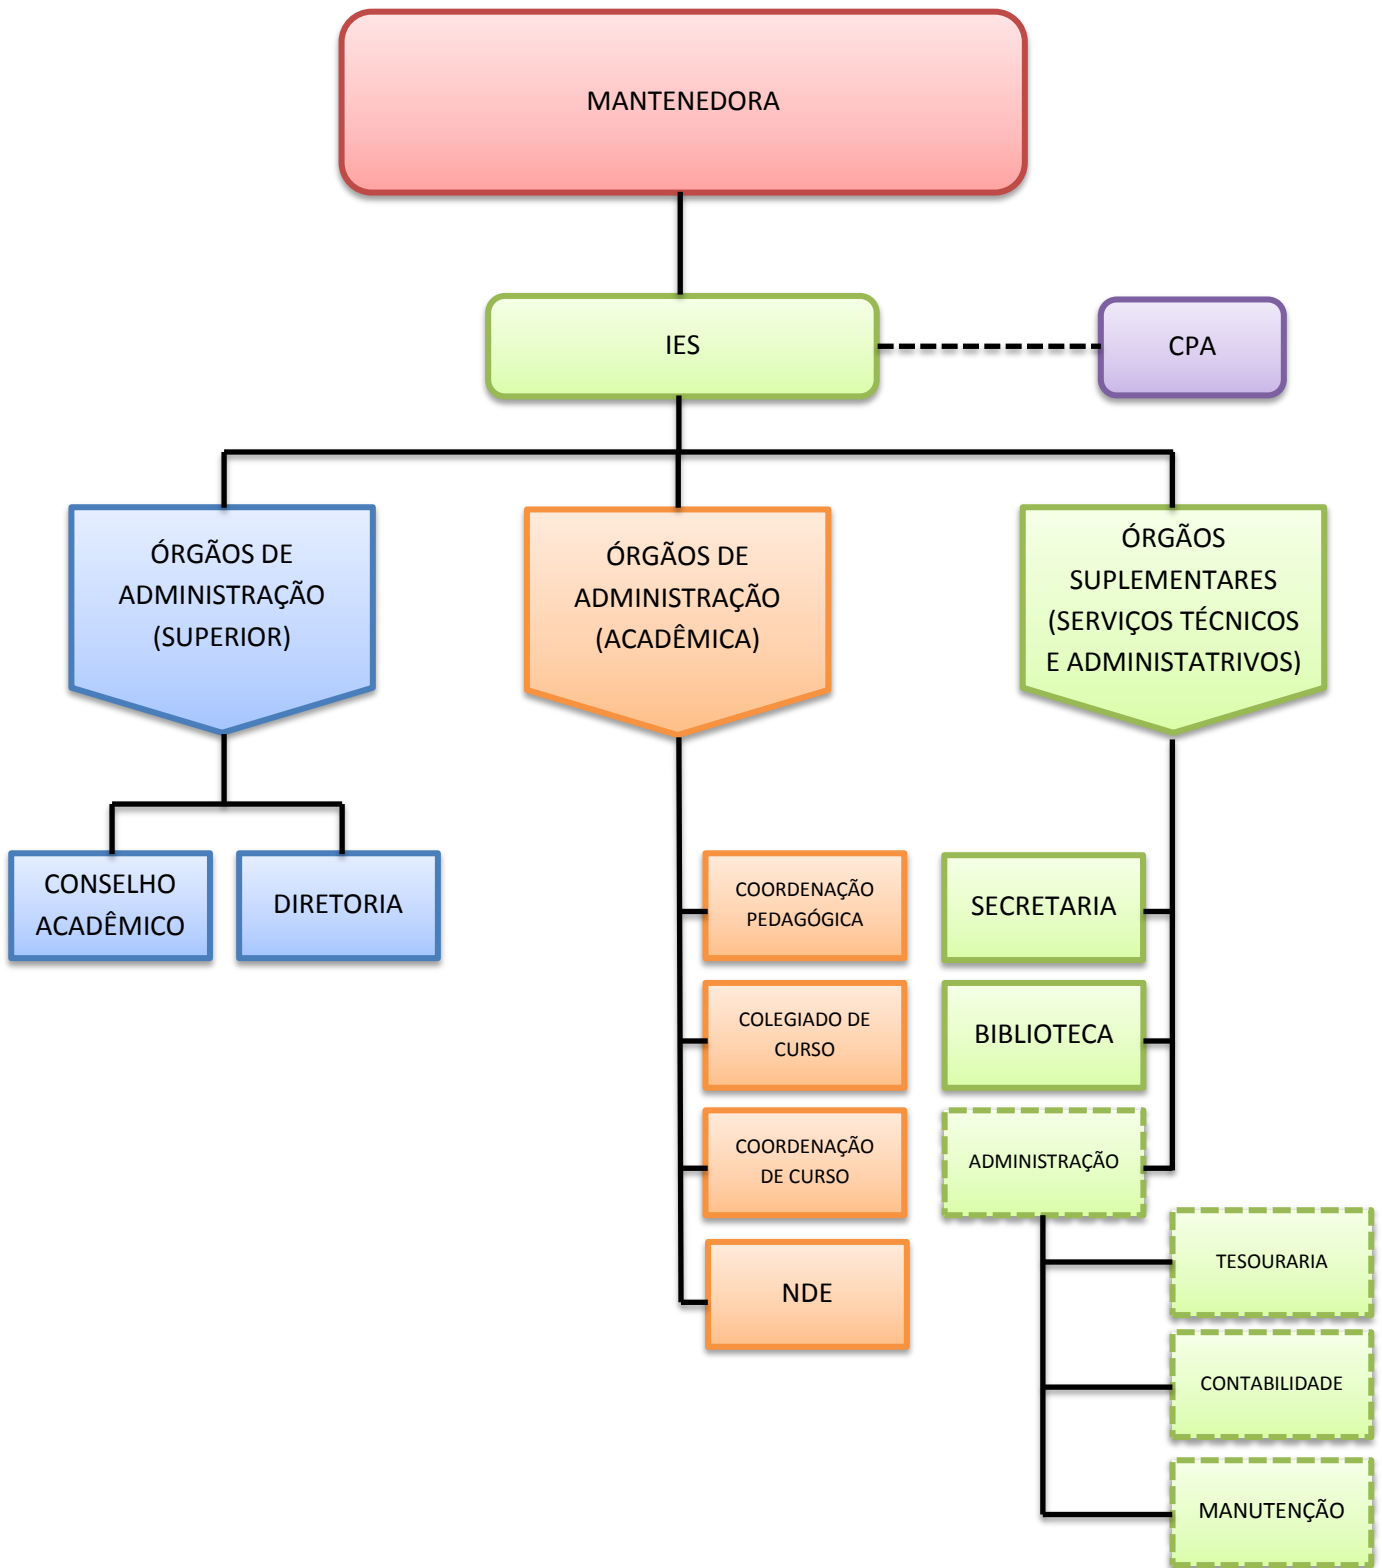 MANTENEDORA
IES
CPA
ÓRGÃOS DE
ADMINISTRAÇÃO
(SUPERIOR)
ÓRGÃOS DE
ADMINISTRAÇÃO
(ACADÊMICA)
ÓRGÃOS
SUPLEMENTARES
(SERVIÇOS TÉCNICOS
E ADMINISTATRIVOS)
CONSELHO
ACADÊMICO
DIRETORIA
COORDENAÇÃO
PEDAGÓGICA
COLEGIADO DE
CURSO
COORDENAÇÃO
DE CURSO
NDE
SECRETARIA
BIBLIOTECA
ADMINISTRAÇÃO
TESOURARIA
CONTABILIDADE
MANUTENÇÃO